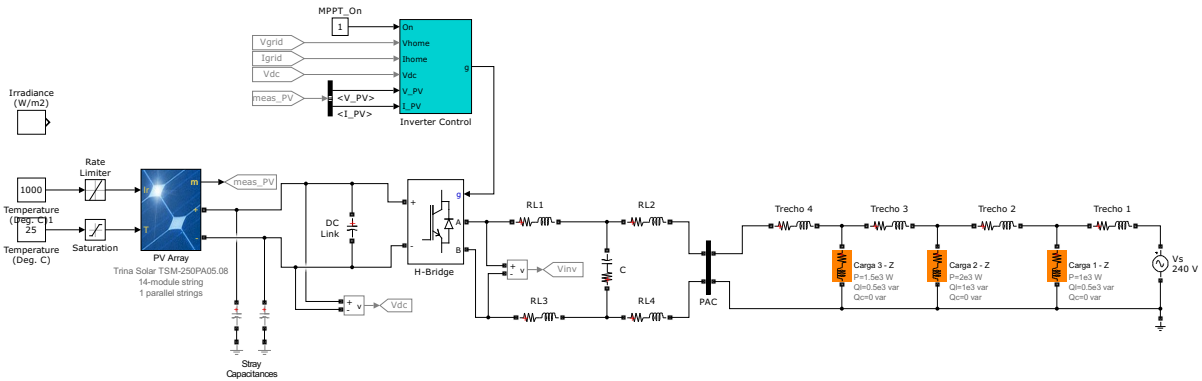 MPPT_On
1
On
Vgrid
Vhome
Igrid
Ihome
Vdc
Vdc
g
meas_PV
V_PV
<V_PV>
I_PV
<I_PV>
Inverter Control
Irradiance
(W/m2)
Rate
Limiter
1000
Temperature
(Deg. C)1
25
Temperature
(Deg. C)
Saturation
Ir
m
+
-
T
meas_PV
PV Array
Trina Solar TSM-250PA05.08
14-module string
1 parallel strings
+
+
Stray
Capacitances
DC
Link
+
+
-
v
Vdc
+
-
g
A
B
H-Bridge
RL1
RL2
+
-
v
Vinv
C
RL3
RL4
PAC
Trecho 4
Trecho 3
Trecho 2
Trecho 1
Carga 3 - Z
P=1.5e3 W
Ql=0.5e3 var
Qc=0 var
Carga 2 - Z
P=2e3 W
Ql=1e3 var
Qc=0 var
Carga 1 - Z
P=1e3 W
Ql=0.5e3 var
Qc=0 var
Vs
240 V